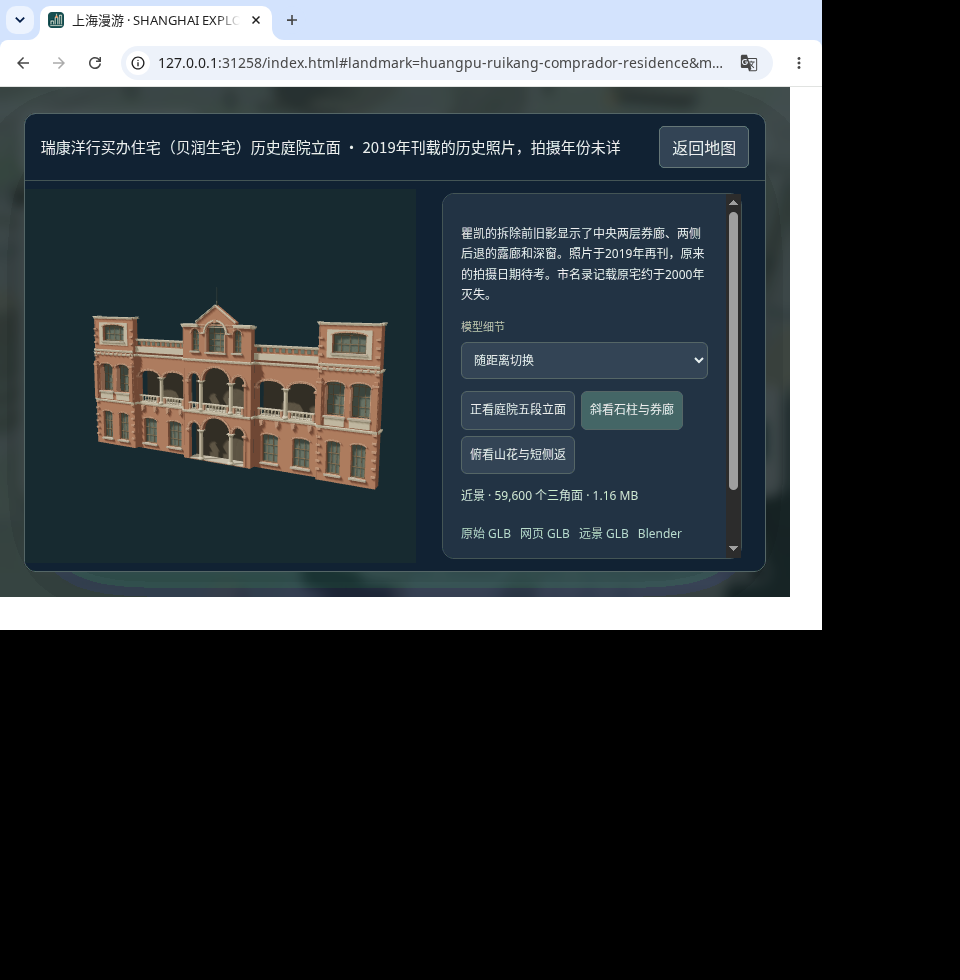 上海漫游 · SHANGHAI EXPLO
127.0.0.1:31258/index.html#landmark=huangpu-ruikang-comprador-residence&m...
瑞康洋行买办住宅（贝润生宅）历史庭院立面 · 2019年刊载的历史照片，拍摄年份未详
返回地图
瞿凯的拆除前旧影显示了中央两层券廊、两侧
后退的露廊和深窗。照片于2019年再刊，原来
的拍摄日期待考。市名录记载原宅约于2000年
灭失。
模型细节
随距离切换
正看庭院五段立面
斜看石柱与券廊
俯看山花与短侧返
近景 · 59,600 个三角面 · 1.16 MB
原始 GLB 网页 GLB 远景 GLB Blender